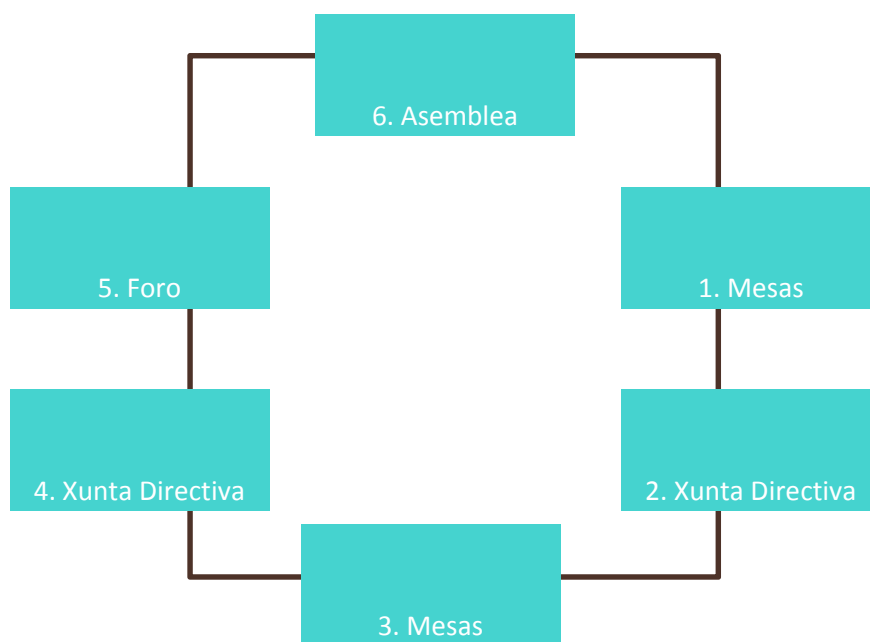 6. Asemblea
5. Foro
1. Mesas
4. Xunta Directiva
2. Xunta Directiva
3. Mesas